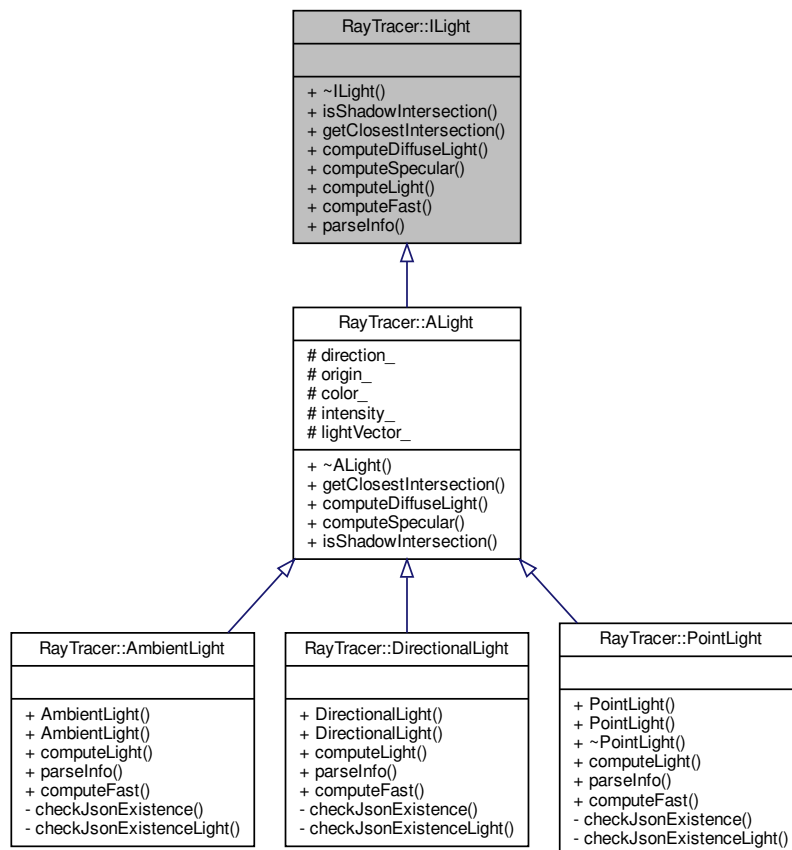 RayTracer::ILight
+ ~ILight()
+ isShadowIntersection()
+ getClosestIntersection()
+ computeDiffuseLight()
+ computeSpecular()
+ computeLight()
+ computeFast()
+ parseInfo()
RayTracer::ALight
# direction_
# origin_
# color_
# intensity_
# lightVector_
+ ~ALight()
+ getClosestIntersection()
+ computeDiffuseLight()
+ computeSpecular()
+ isShadowIntersection()
RayTracer::AmbientLight
+ AmbientLight()
+ AmbientLight()
+ computeLight()
+ parseInfo()
+ computeFast()
- checkJsonExistence()
- checkJsonExistenceLight()
RayTracer::DirectionalLight
+ DirectionalLight()
+ DirectionalLight()
+ computeLight()
+ parseInfo()
+ computeFast()
- checkJsonExistence()
- checkJsonExistenceLight()
RayTracer::PointLight
+ PointLight()
+ PointLight()
+ ~PointLight()
+ computeLight()
+ parseInfo()
+ computeFast()
- checkJsonExistence()
- checkJsonExistenceLight()